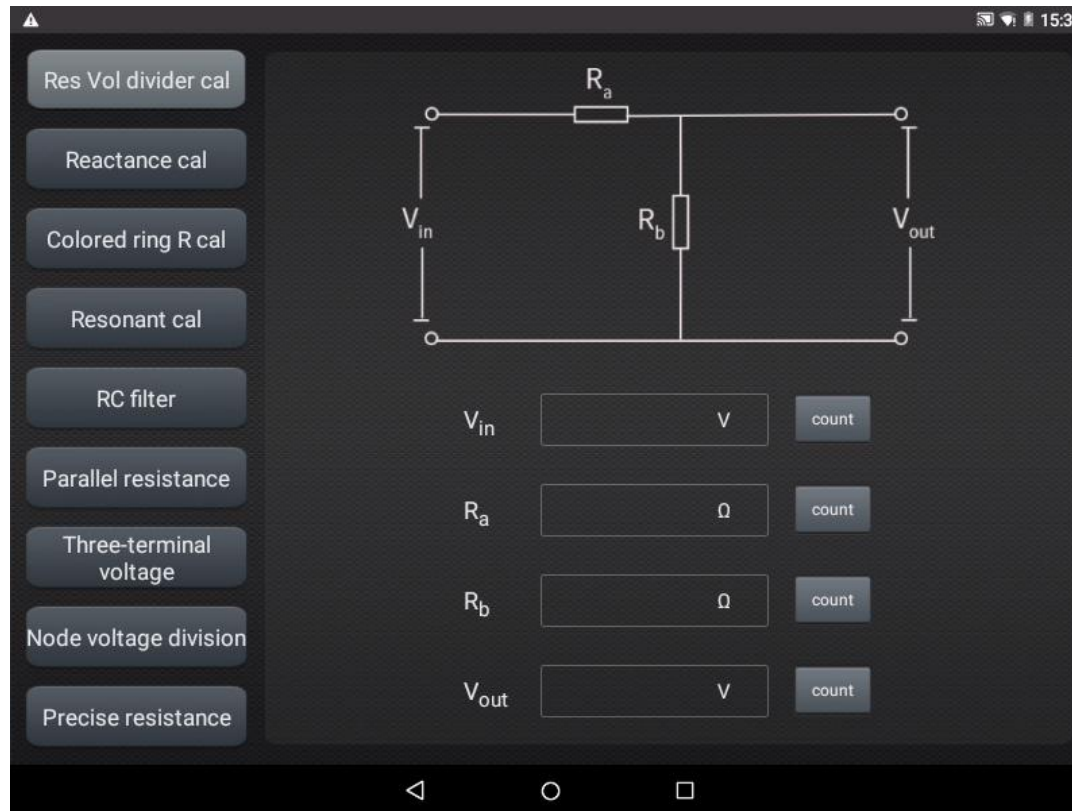 15:3
Res Vol divider cal
Reactance cal
Colored ring R cal
Resonant cal
RC filter
Parallel resistance
Three-terminal
voltage
Node voltage division
Precise resistance
Ra
Vin
Rb
Vout
Vin V count
Ra Ω count
Rb Ω count
Vout V count